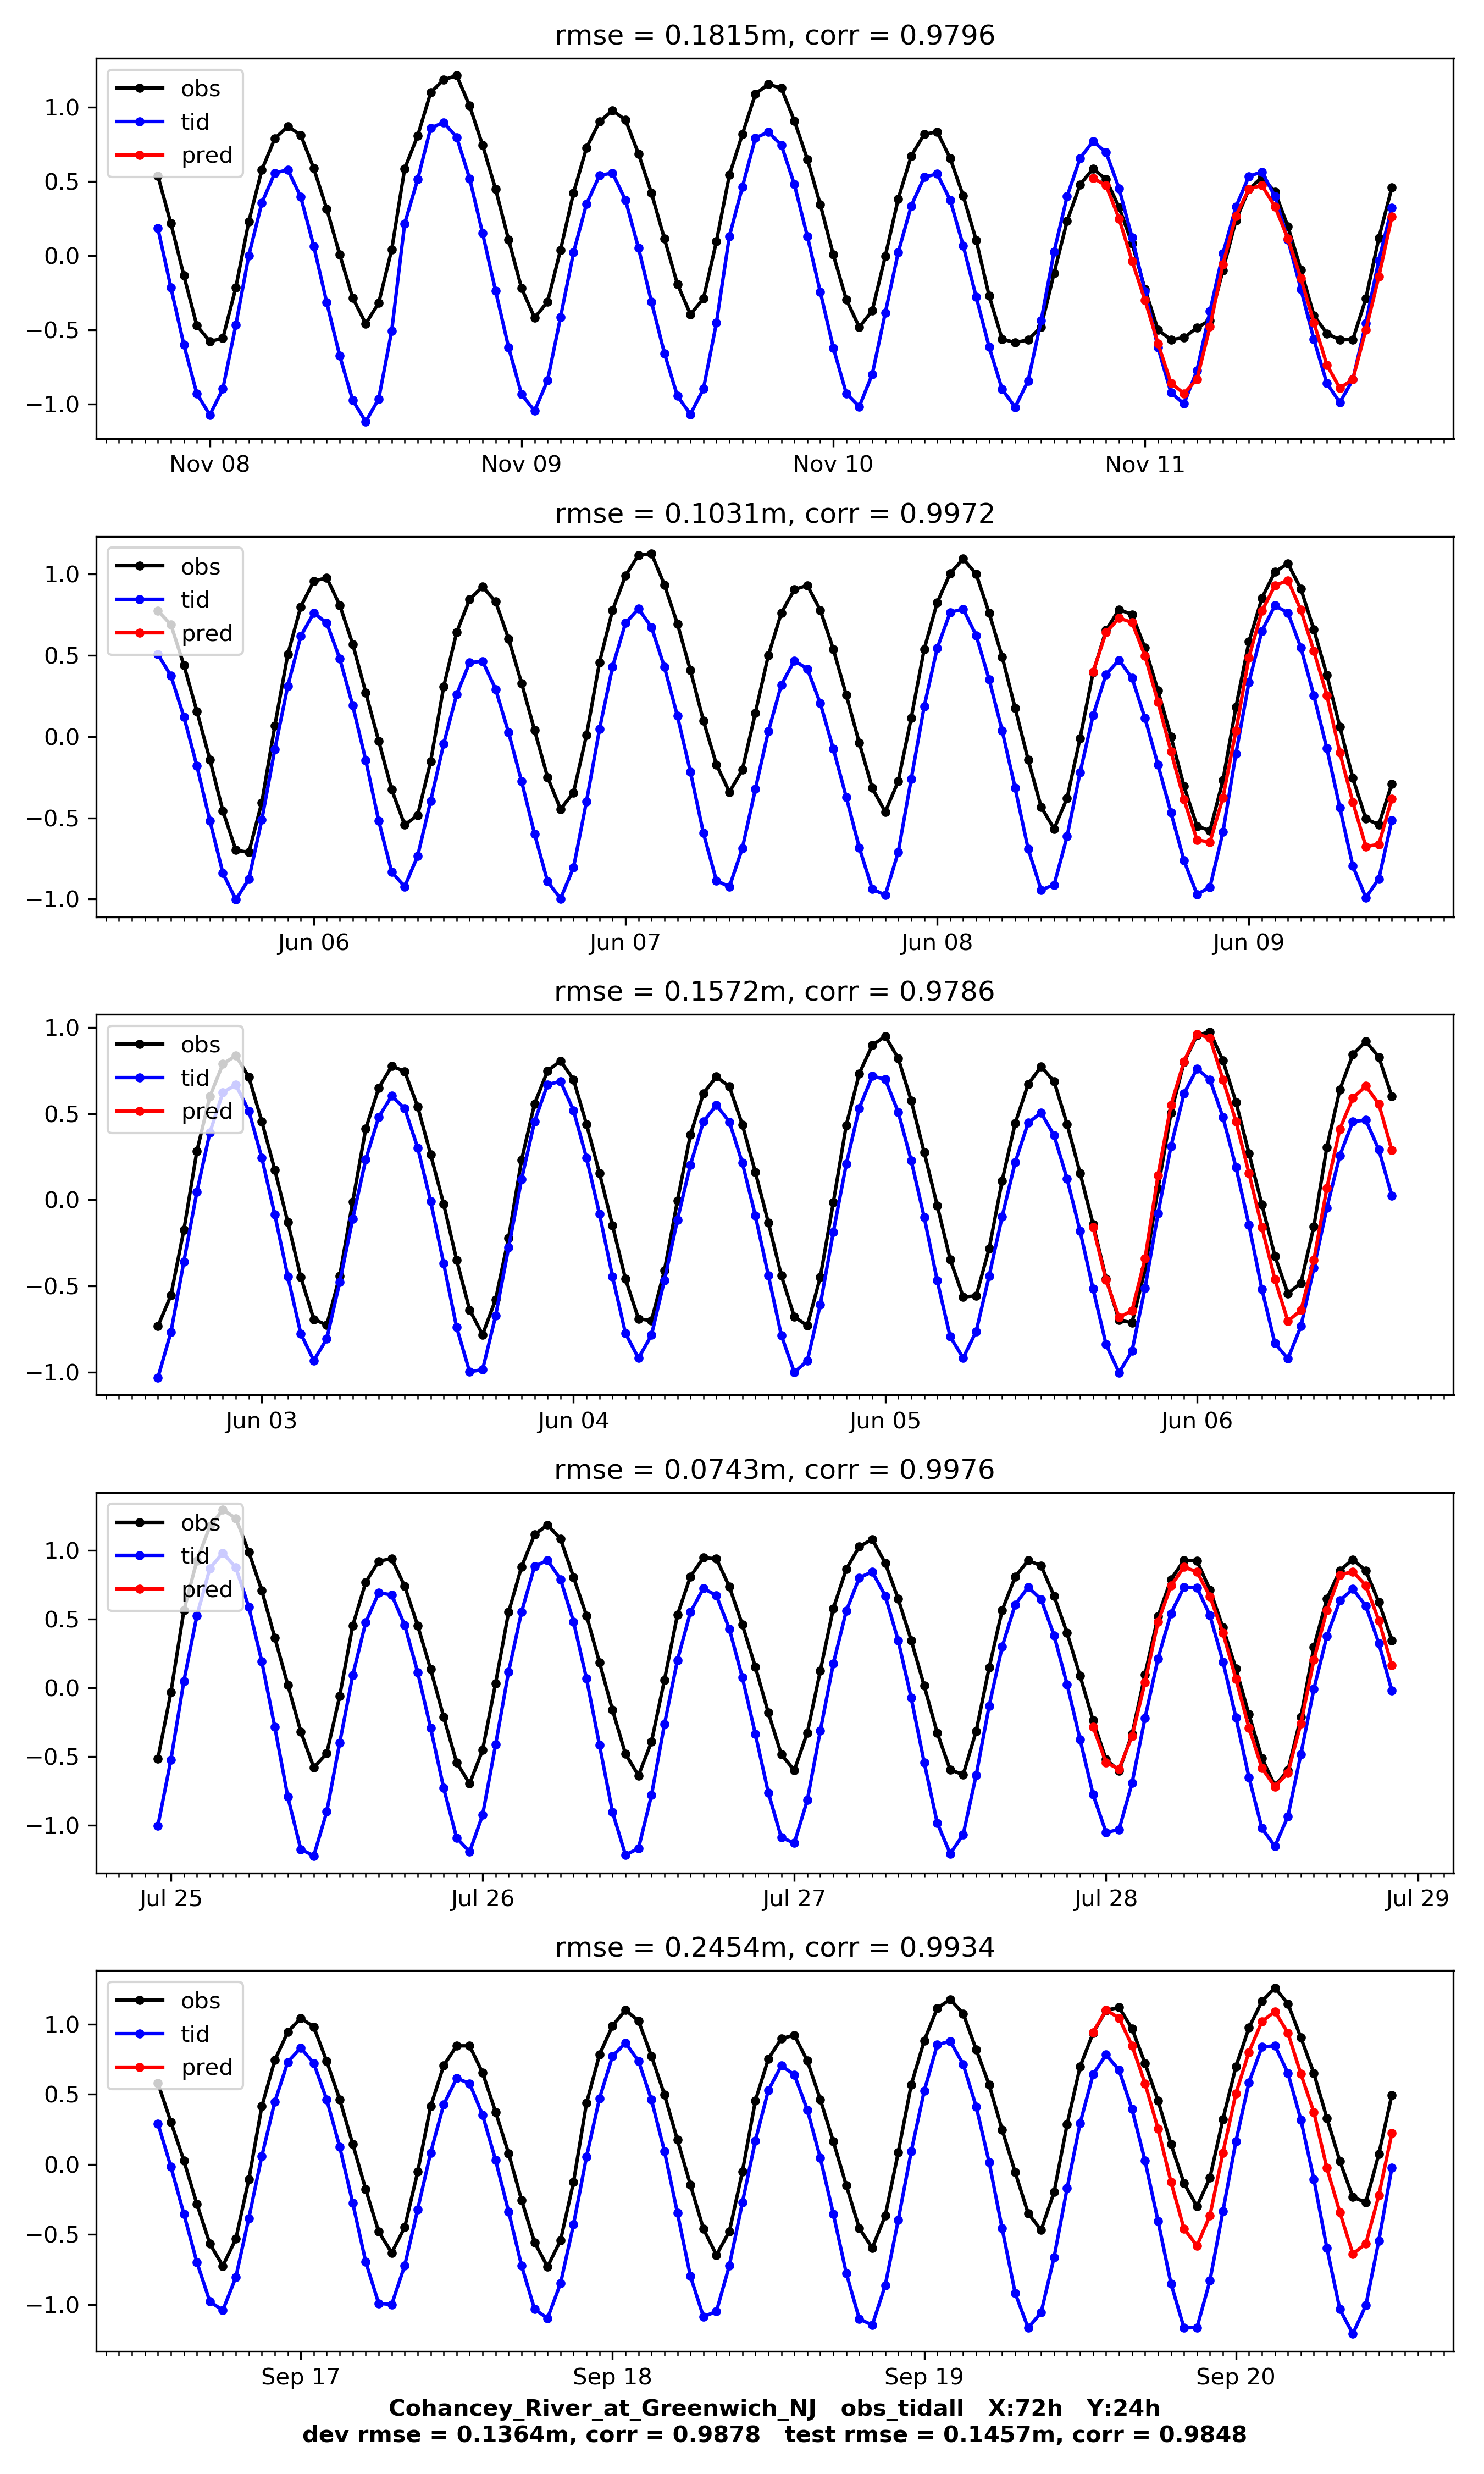 rmse = 0.1815m, corr = 0.9796
obs
tid
pred
1.0
0.5
0.0
−0.5
−1.0
Nov 08 Nov 09 Nov 10 Nov 11
rmse = 0.1031m, corr = 0.9972
obs
tid
pred
1.0
0.5
0.0
−0.5
−1.0
Jun 06 Jun 07 Jun 08 Jun 09
rmse = 0.1572m, corr = 0.9786
obs
tid
pred
1.0
0.5
0.0
−0.5
−1.0
Jun 03 Jun 04 Jun 05 Jun 06
rmse = 0.0743m, corr = 0.9976
obs
tid
pred
1.0
0.5
0.0
−0.5
−1.0
Jul 25 Jul 26 Jul 27 Jul 28 Jul 29
rmse = 0.2454m, corr = 0.9934
obs
tid
pred
1.0
0.5
0.0
−0.5
−1.0
Sep 17 Sep 18 Sep 19 Sep 20
Cohancey_River_at_Greenwich_NJ obs_tidall X:72h Y:24h
dev rmse = 0.1364m, corr = 0.9878 test rmse = 0.1457m, corr = 0.9848